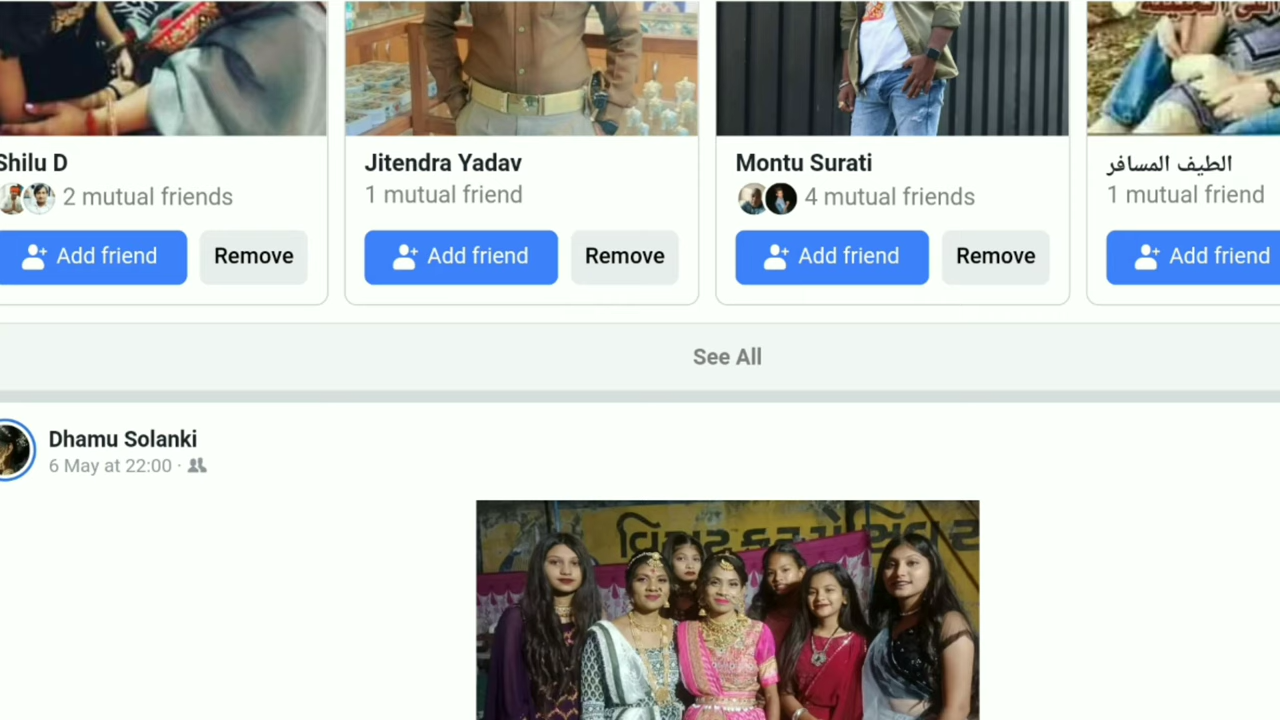 Shilu D
2 mutual friends
Add friend
Remove
Jitendra Yadav
1 mutual friend
Add friend
Remove
Montu Surati
4 mutual friends
Add friend
Remove
الطيف المسافر
1 mutual friend
Add friend
See All
Dhamu Solanki
6 May at 22:00 ·